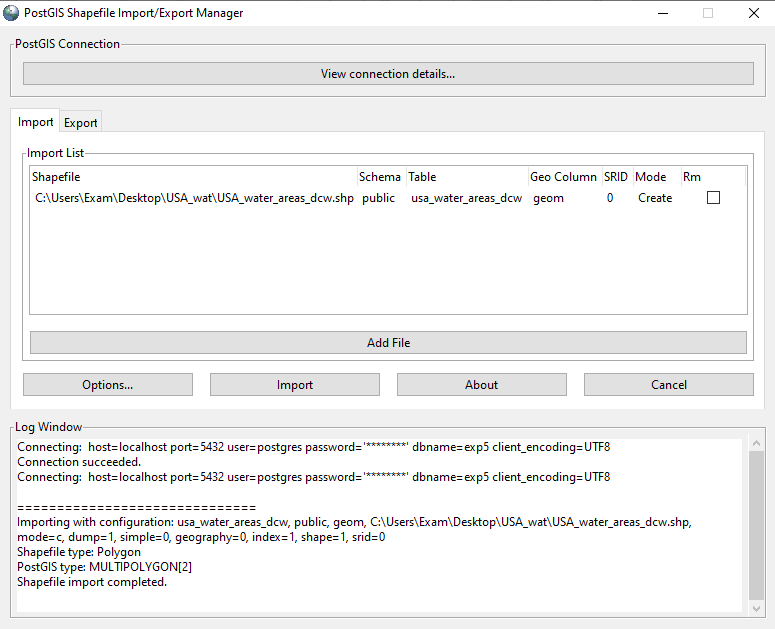 PostGIS Shapefile Import/Export Manager
PostGIS Connection
View connection details...
Import Export
Import List
Shapefile Schema Table Geo Column SRID Mode Rm
C:\Users\Exam\Desktop\USA_wat\USA_water_areas_dcw.shp public usa_water_areas_dcw geom 0 Create
Add File
Options... Import About Cancel
Log Window
Connecting:  host=localhost port=5432 user=postgres password='********' dbname=exp5 client_encoding=UTF8
Connection succeeded.
Connecting:  host=localhost port=5432 user=postgres password='********' dbname=exp5 client_encoding=UTF8
==============================
Importing with configuration: usa_water_areas_dcw, public, geom, C:\Users\Exam\Desktop\USA_wat\USA_water_areas_dcw.shp,
mode=c, dump=1, simple=0, geography=0, index=1, shape=1, srid=0
Shapefile type: Polygon
PostGIS type: MULTIPOLYGON[2]
Shapefile import completed.